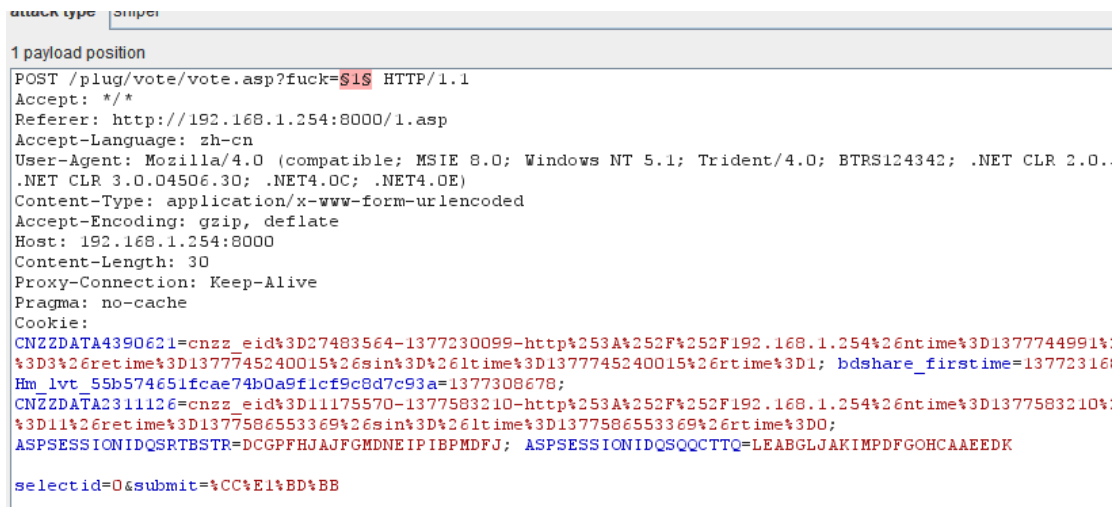 attack type sniper
1 payload position
POST /plug/vote/vote.asp?fuck=§1§ HTTP/1.1
Accept: */*
Referer: http://192.168.1.254:8000/1.asp
Accept-Language: zh-cn
User-Agent: Mozilla/4.0 (compatible; MSIE 8.0; Windows NT 5.1; Trident/4.0; BTRS124342; .NET CLR 2.0.
.NET CLR 3.0.04506.30; .NET4.0C; .NET4.0E)
Content-Type: application/x-www-form-urlencoded
Accept-Encoding: gzip, deflate
Host: 192.168.1.254:8000
Content-Length: 30
Proxy-Connection: Keep-Alive
Pragma: no-cache
Cookie:
CNZZDATA4390621=cnzz_eid%3D27483564-1377230099-http%253A%252F%252F192.168.1.254%26ntime%3D1377744991%
%3D3%26retime%3D1377745240015%26sin%3D%26ltime%3D1377745240015%26rtime%3D1; bdshare_firstime=13772316
Hm_lvt_55b574651fcae74b0a9f1cf9c8d7c93a=1377308678;
CNZZDATA2311126=cnzz_eid%3D11175570-1377583210-http%253A%252F%252F192.168.1.254%26ntime%3D1377583210%
%3D11%26retime%3D1377586553369%26sin%3D%26ltime%3D1377586553369%26rtime%3D0;
ASPSESSIONIDQSRTBSTR=DCGPFHJAJFGMDNEIPIBPMDFJ; ASPSESSIONIDQSQQCTTQ=LEABGLJAKIMPDFGOHCAAEEDK
selectid=0&submit=%CC%E1%BD%BB